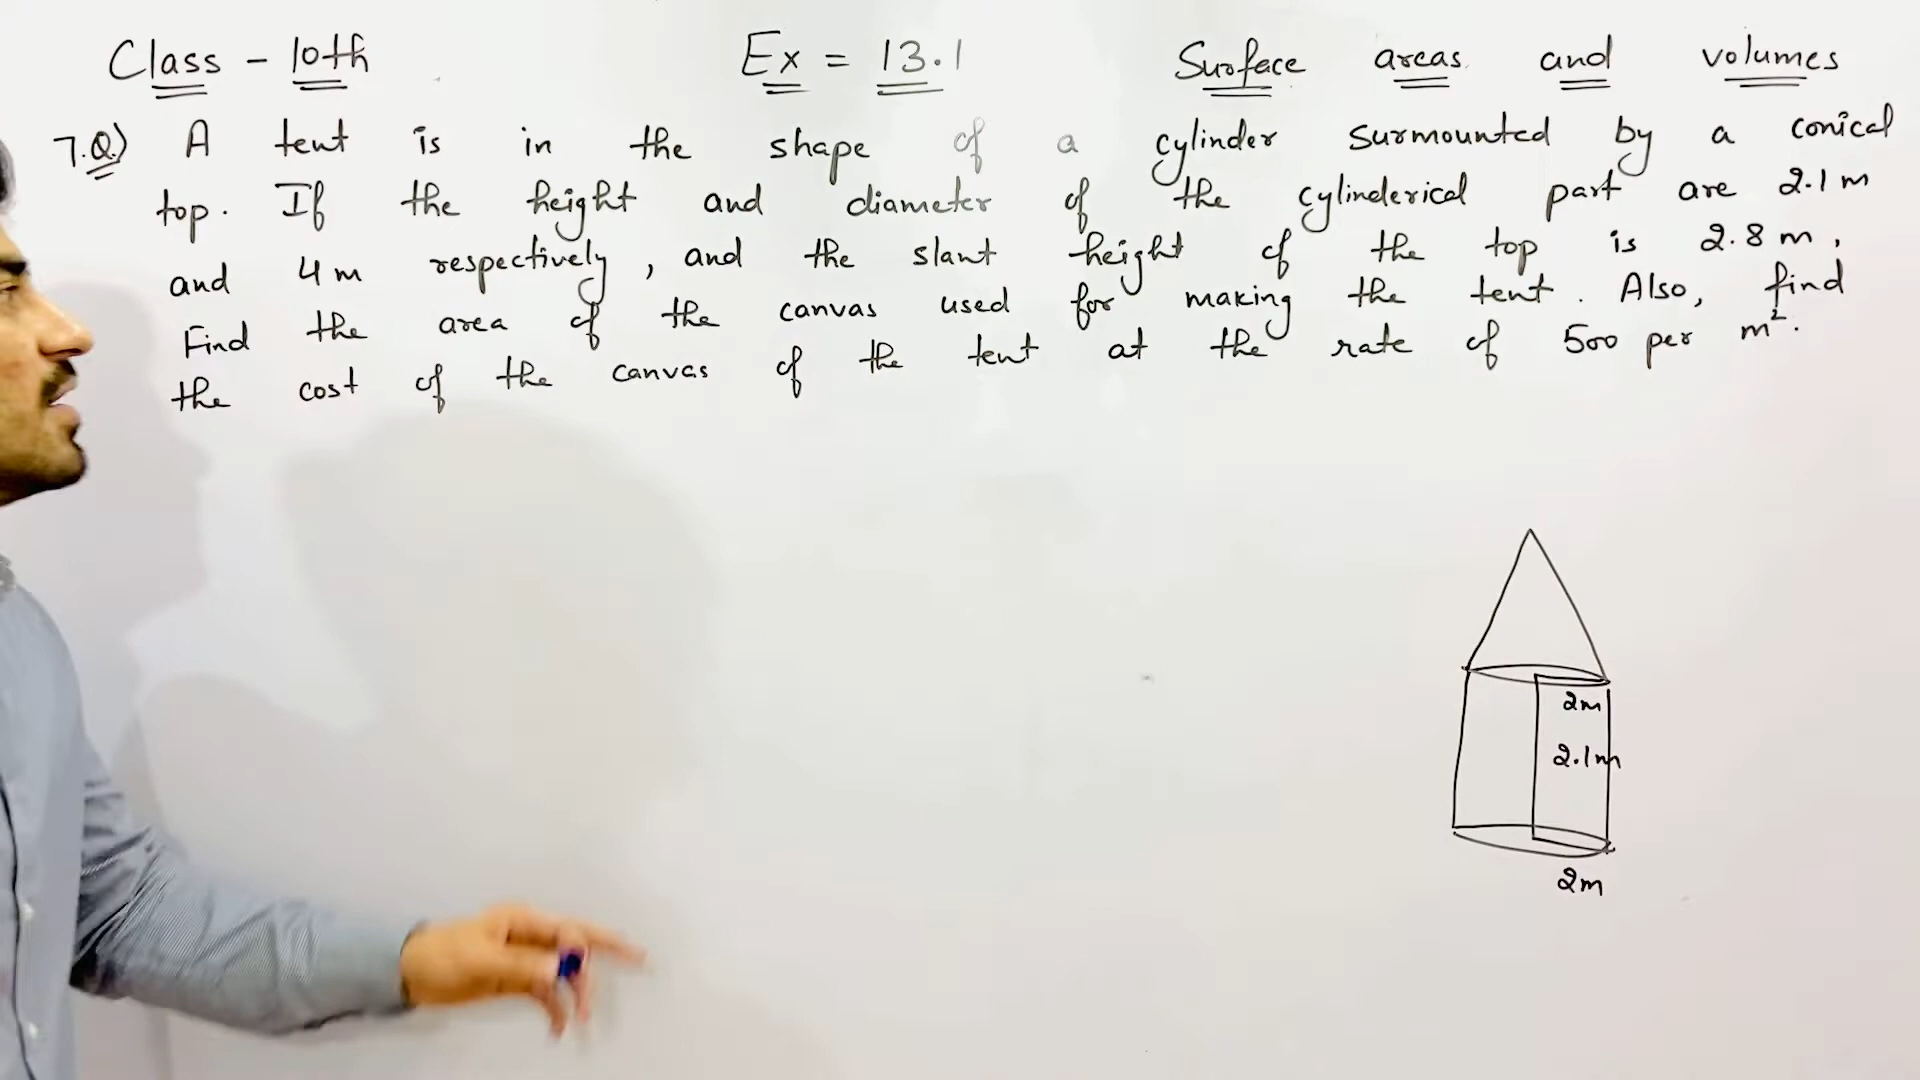 Class - 10th Ex = 13.1 Surface areas and volumes
7.Q) A tent is in the shape of a cylinder surmounted by a conical
top. If the height and diameter of the cylinderical part are 2.1 m
and 4 m respectively, and the slant height of the top is 2.8 m,
Find the area of the canvas used for making the tent. Also, find
the cost of the canvas of the tent at the rate of 500 per m².
2m
2.1m
2m